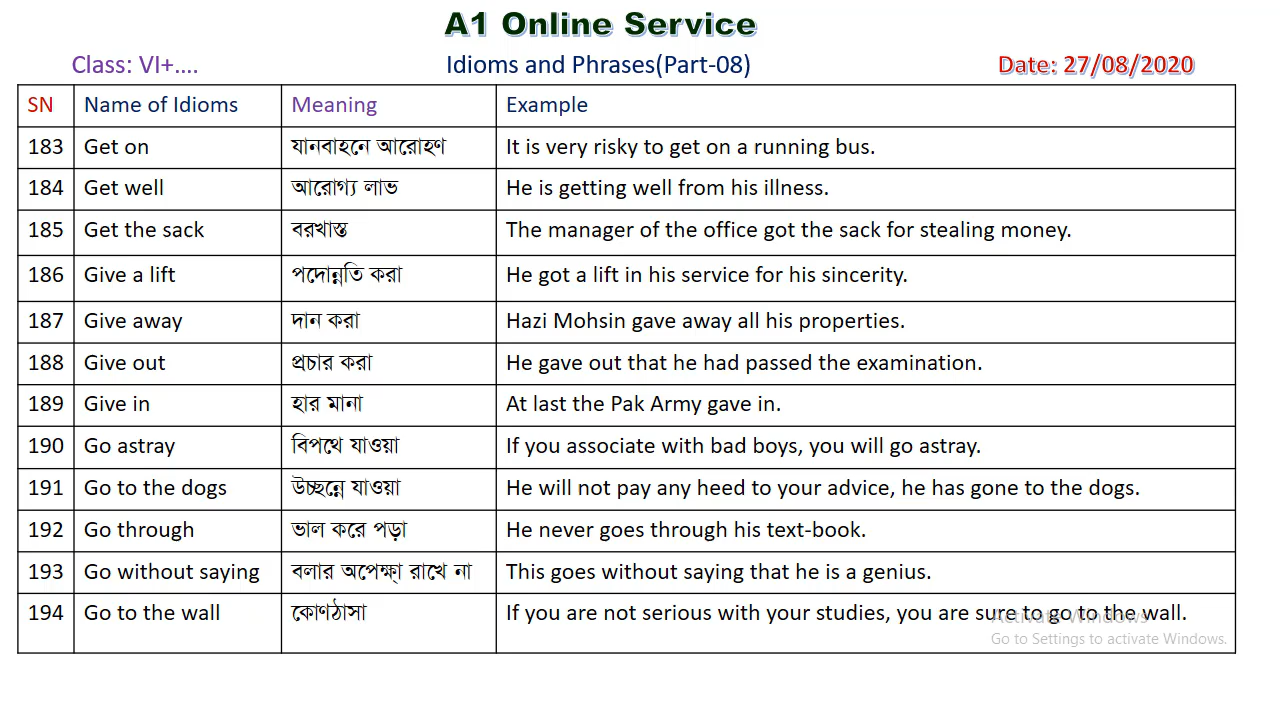 A1 Online Service
Class: VI+.... Idioms and Phrases(Part-08) Date: 27/08/2020
SN Name of Idioms Meaning Example
183 Get on যানবাহনে আরোহণ It is very risky to get on a running bus.
184 Get well আরোগ্য লাভ He is getting well from his illness.
185 Get the sack বরখাস্ত The manager of the office got the sack for stealing money.
186 Give a lift পদোন্নতি করা He got a lift in his service for his sincerity.
187 Give away দান করা Hazi Mohsin gave away all his properties.
188 Give out প্রচার করা He gave out that he had passed the examination.
189 Give in হার মানা At last the Pak Army gave in.
190 Go astray বিপথে যাওয়া If you associate with bad boys, you will go astray.
191 Go to the dogs উচ্ছন্নে যাওয়া He will not pay any heed to your advice, he has gone to the dogs.
192 Go through ভাল করে পড়া He never goes through his text-book.
193 Go without saying বলার অপেক্ষা রাখে না This goes without saying that he is a genius.
194 Go to the wall কোণঠাসা If you are not serious with your studies, you are sure to go to the wall.
Activate Windows
Go to Settings to activate Windows.